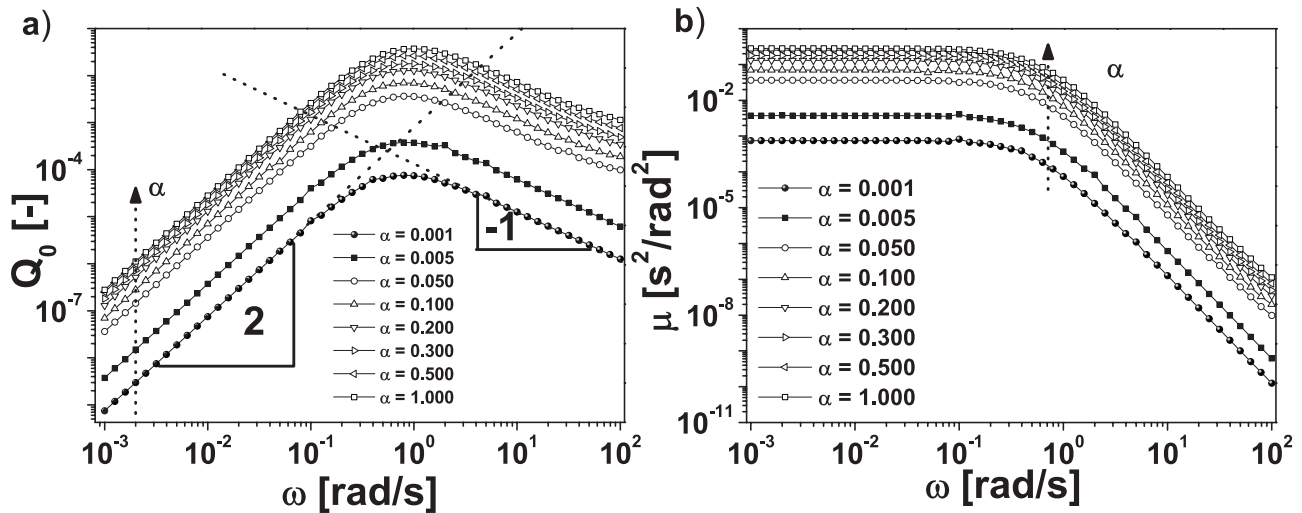 a)
Q₀ [-]
10⁻⁴
10⁻⁷
α
2
-1
α = 0.001
α = 0.005
α = 0.050
α = 0.100
α = 0.200
α = 0.300
α = 0.500
α = 1.000
10⁻³ 10⁻² 10⁻¹ 10⁰ 10¹ 10²
ω [rad/s]
b)
μ [s²/rad²]
10⁻²
10⁻⁵
10⁻⁸
10⁻¹¹
α
α = 0.001
α = 0.005
α = 0.050
α = 0.100
α = 0.200
α = 0.300
α = 0.500
α = 1.000
10⁻³ 10⁻² 10⁻¹ 10⁰ 10¹ 10²
ω [rad/s]